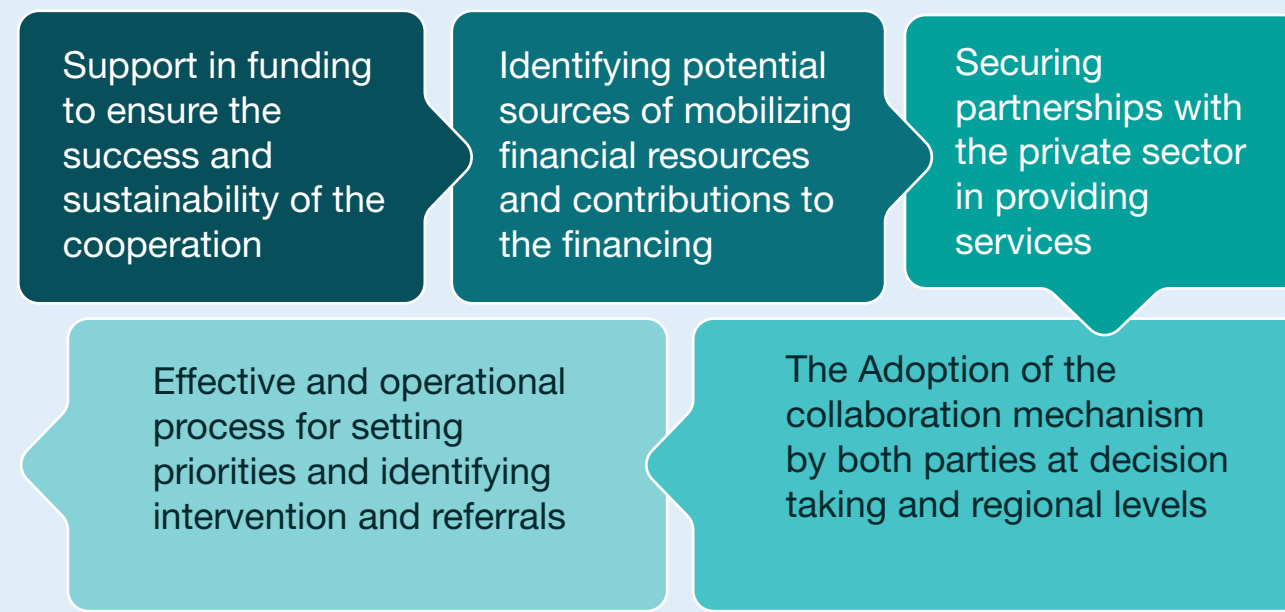 Support in funding
to ensure the
success and
sustainability of the
cooperation
Identifying potential
sources of mobilizing
financial resources
and contributions to
the financing
Securing
partnerships with
the private sector
in providing
services
The Adoption of the
collaboration mechanism
by both parties at decision
taking and regional levels
Effective and operational
process for setting
priorities and identifying
intervention and referrals